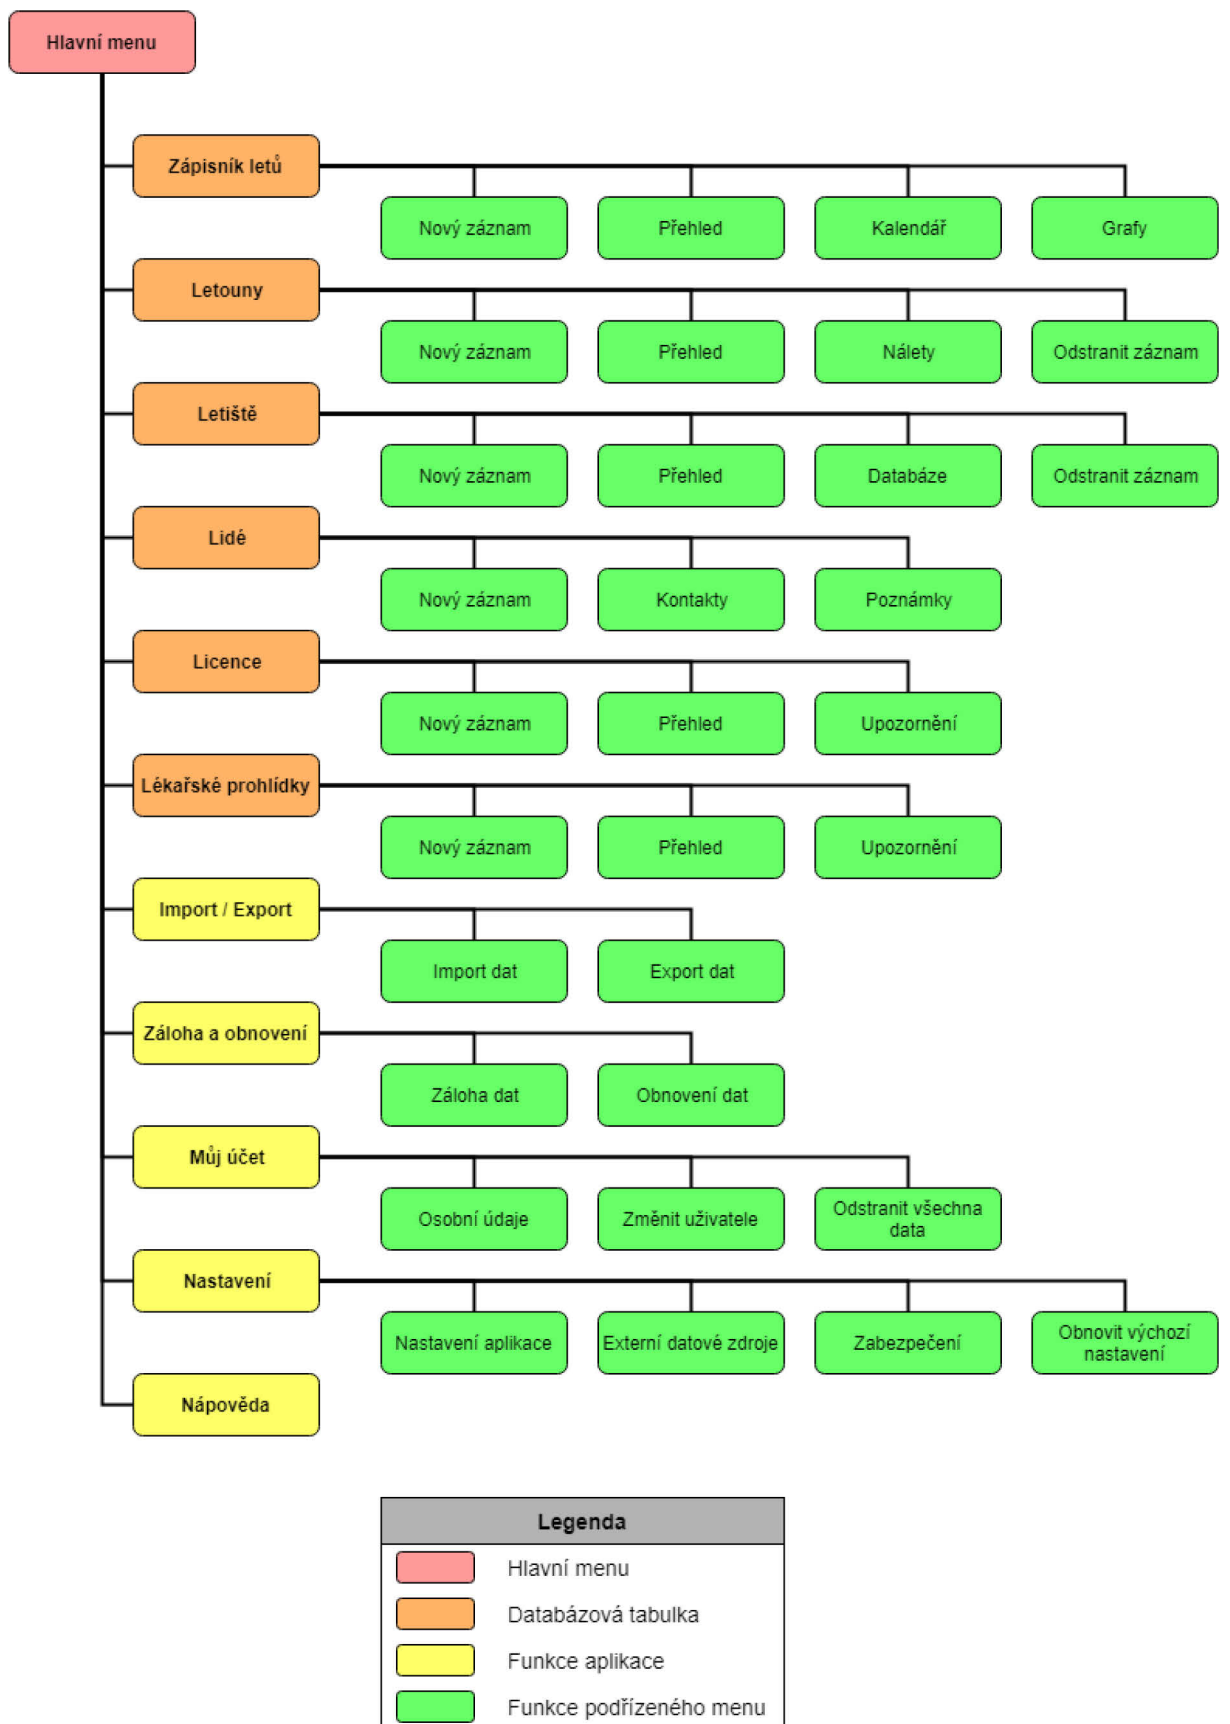 Hlavní menu
Zápisník letů
Nový záznam
Přehled
Kalendář
Grafy
Letouny
Nový záznam
Přehled
Nálety
Odstranit záznam
Letiště
Nový záznam
Přehled
Databáze
Odstranit záznam
Lidé
Nový záznam
Kontakty
Poznámky
Licence
Nový záznam
Přehled
Upozornění
Lékařské prohlídky
Nový záznam
Přehled
Upozornění
Import / Export
Import dat
Export dat
Záloha a obnovení
Záloha dat
Obnovení dat
Můj účet
Osobní údaje
Změnit uživatele
Odstranit všechna
data
Nastavení
Nastavení aplikace
Externí datové zdroje
Zabezpečení
Obnovit výchozí
nastavení
Nápověda
Legenda
Hlavní menu
Databázová tabulka
Funkce aplikace
Funkce podřízeného menu